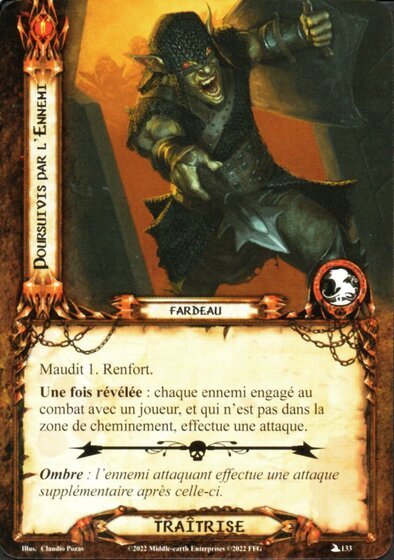 Poursuivis par l'Ennemi
FARDEAU
Maudit 1. Renfort.
Une fois révélée : chaque ennemi engagé au
combat avec un joueur, et qui n'est pas dans la
zone de cheminement, effectue une attaque.
Ombre : l'ennemi attaquant effectue une attaque
supplémentaire après celle-ci.
TRAÎTRISE
Illus. Claudio Pozas ©2022 Middle-earth Enterprises ©2022 FFG 133